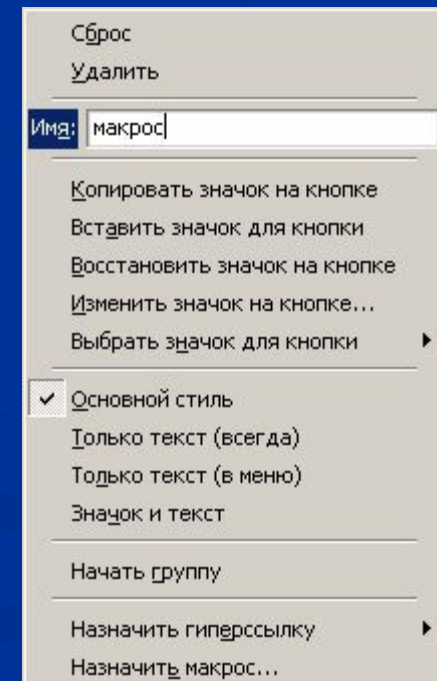 Сброс
Удалить
Имя: макрос
Копировать значок на кнопке
Вставить значок для кнопки
Восстановить значок на кнопке
Изменить значок на кнопке...
Выбрать значок для кнопки
Основной стиль
Только текст (всегда)
Только текст (в меню)
Значок и текст
Начать группу
Назначить гиперссылку
Назначить макрос...